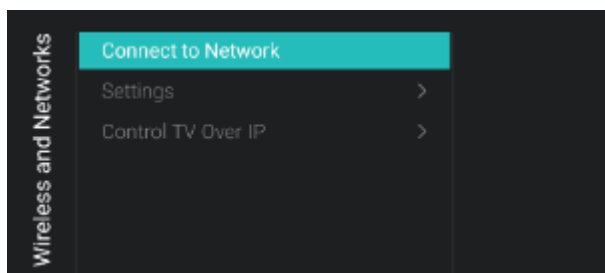 Wireless and Networks
Connect to Network
Settings
Control TV Over IP